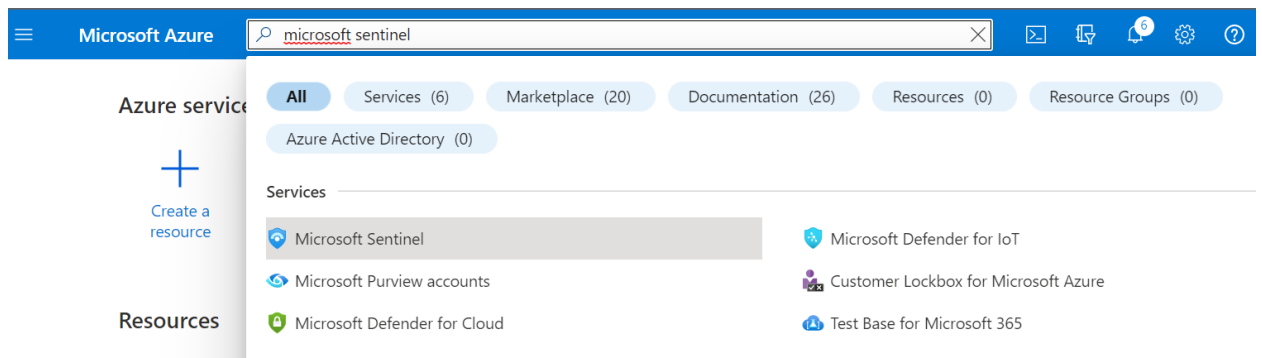 Microsoft Azure
microsoft sentinel
6
All
Services (6)
Marketplace (20)
Documentation (26)
Resources (0)
Resource Groups (0)
Azure Active Directory (0)
Azure service
Create a
resource
Resources
Services
Microsoft Sentinel
Microsoft Defender for IoT
Microsoft Purview accounts
Customer Lockbox for Microsoft Azure
Microsoft Defender for Cloud
Test Base for Microsoft 365